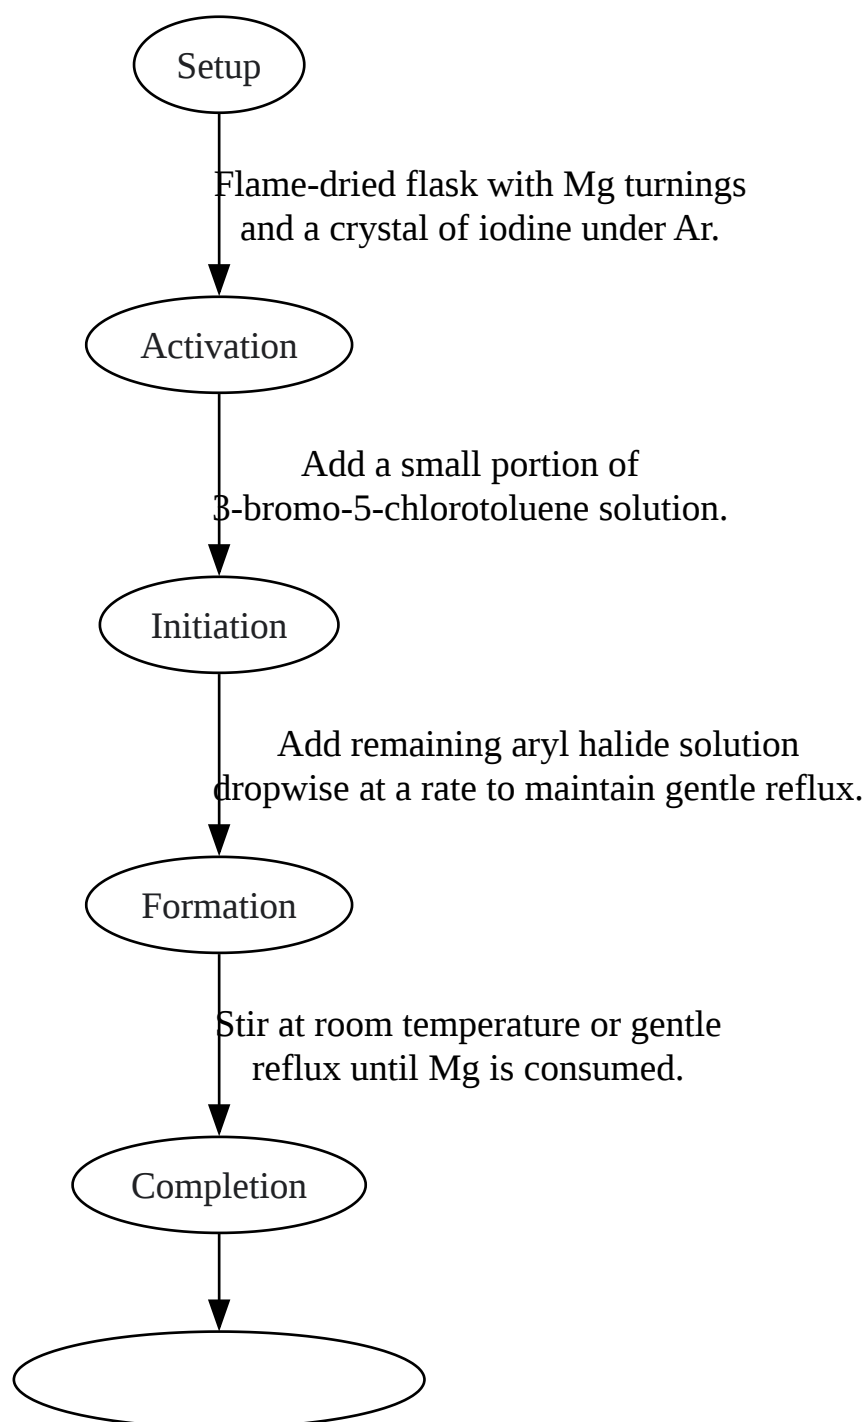 Setup
Flame-dried flask with Mg turnings
and a crystal of iodine under Ar.
Activation
Add a small portion of
3-bromo-5-chlorotoluene solution.
Initiation
Add remaining aryl halide solution
dropwise at a rate to maintain gentle reflux.
Formation
Stir at room temperature or gentle
reflux until Mg is consumed.
Completion